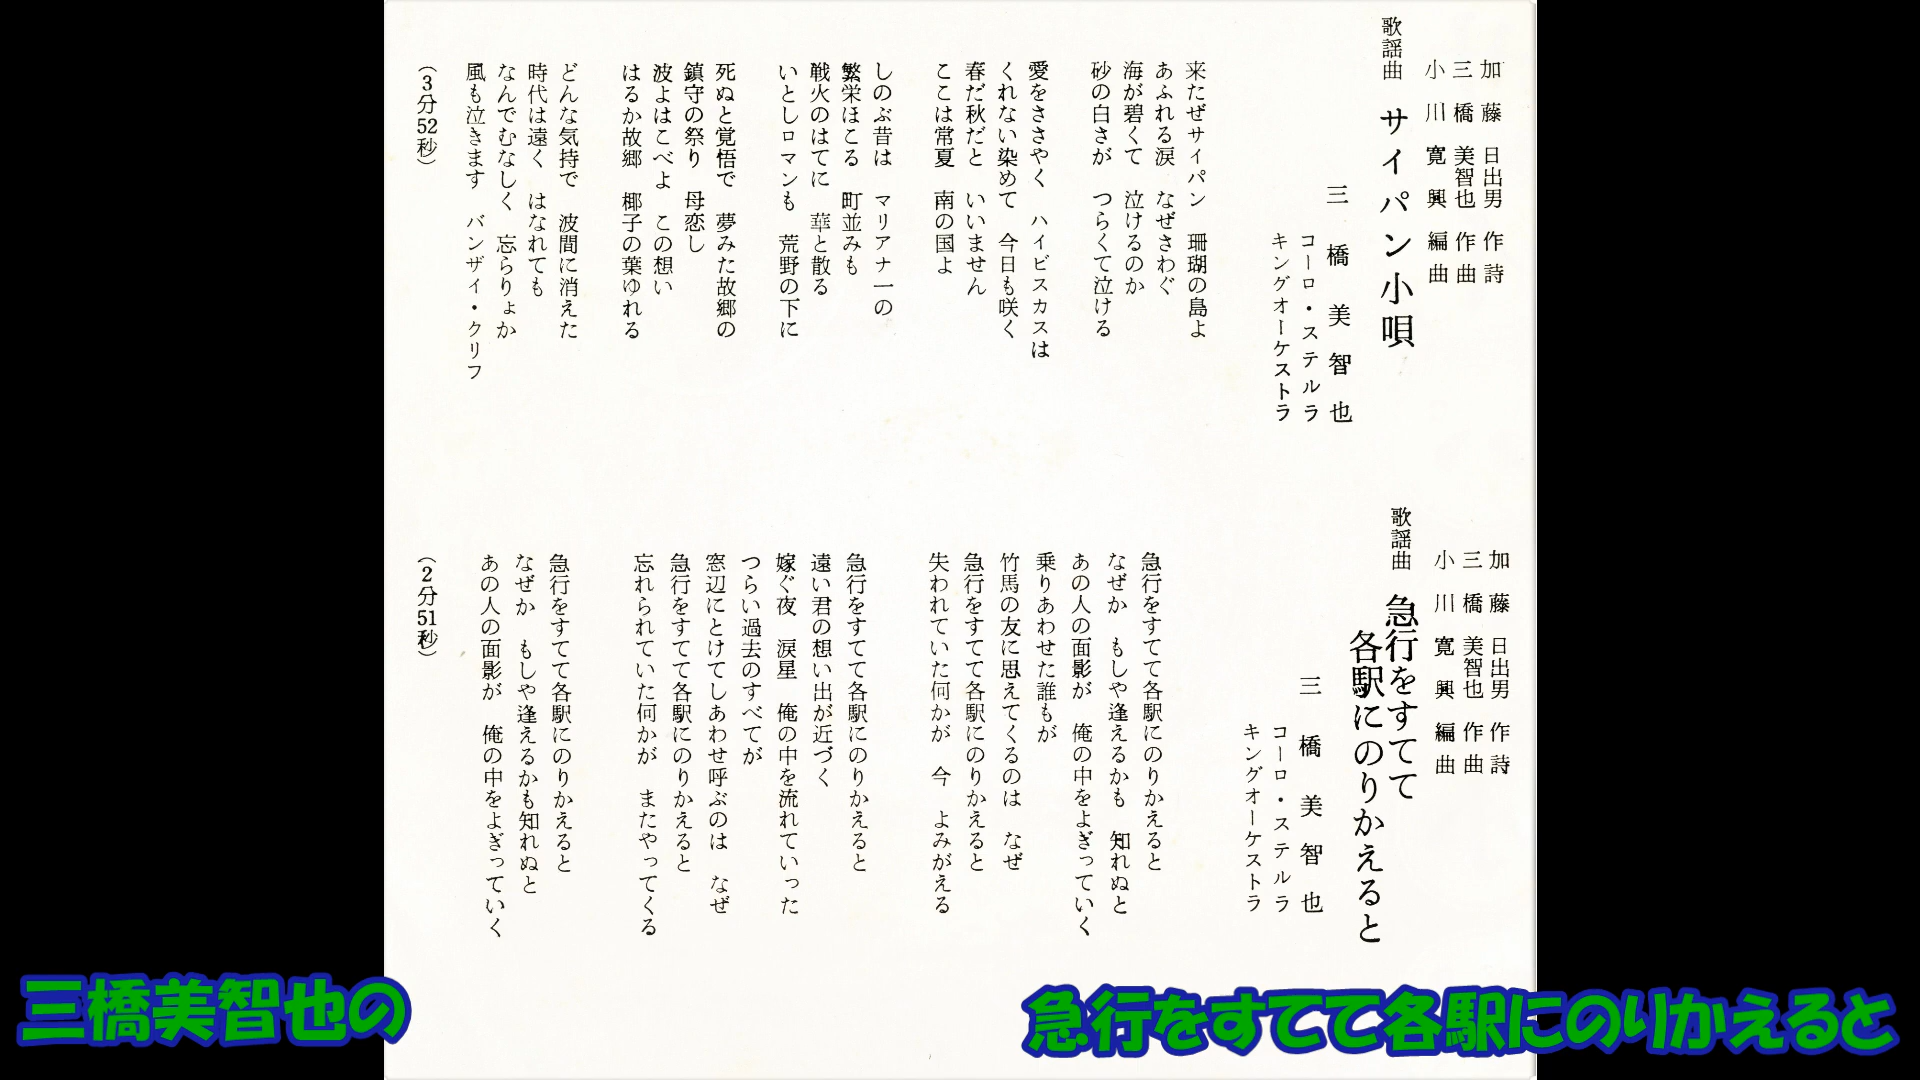 加藤 日出男 作詩
三橋 美智也 作曲
小川 寛興 編曲
歌謡曲 サイパン小唄
三橋美智也
コーロ・ステルラ
キングオーケストラ
来たぜサイパン 珊瑚の島よ
あふれる涙 なぜさわぐ
海が碧くて 泣けるのか
砂の白さが つらくて泣ける
愛をささやく ハイビスカスは
くれない染めて 今日も咲く
春だ秋だと いいません
ここは常夏 南の国よ
しのぶ昔は マリアナ一の
繁栄ほこる 町並みも
戦火のはてに 華と散る
いとしロマンも 荒野の下に
死ぬと覚悟で 夢みた故郷の
鎮守の祭り 母恋し
波よはこべよ この想い
はるか故郷 椰子の葉ゆれる
どんな気持で 波間に消えた
時代は遠く はなれても
なんでむなしく 忘らりょか
風も泣きます バンザイ・クリフ
(3分52秒)
加藤 日出男 作詩
三橋 美智也 作曲
小川 寛興 編曲
歌謡曲 急行をすてて
各駅にのりかえると
三橋美智也
コーロ・ステルラ
キングオーケストラ
急行をすてて各駅にのりかえると
なぜか もしや逢えるかも 知れぬと
あの人の面影が 俺の中をよぎっていく
乗りあわせた誰もが
竹馬の友に思えてくるのは なぜ
急行をすてて各駅にのりかえると
失われていた何かが 今 よみがえる
急行をすてて各駅にのりかえると
遠い君の想い出が近づく
嫁ぐ夜 涙星 俺の中を流れていった
つらい過去のすべてが
窓辺にとけてしあわせ呼ぶのは なぜ
急行をすてて各駅にのりかえると
忘れられていた何かが またやってくる
急行をすてて各駅にのりかえると
なぜか もしや逢えるかも知れぬと
あの人の面影が 俺の中をよぎっていく
(2分51秒)
三橋美智也の
急行をすてて各駅にのりかえると